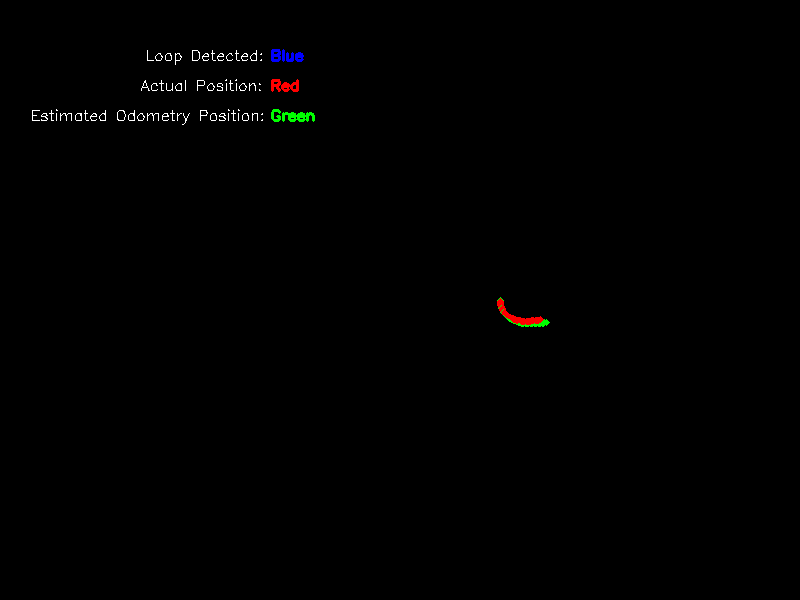 Loop Detected: Blue
Actual Position: Red
Estimated Odometry Position: Green